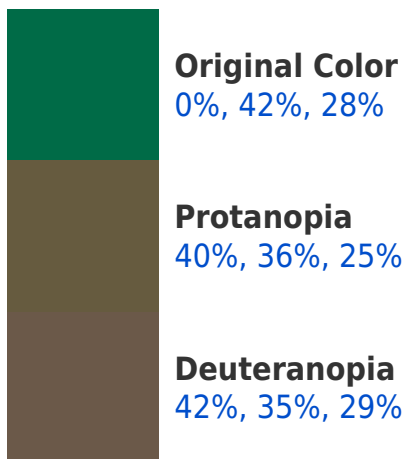 Original Color
0%, 42%, 28%
Protanopia
40%, 36%, 25%
Deuteranopia
42%, 35%, 29%